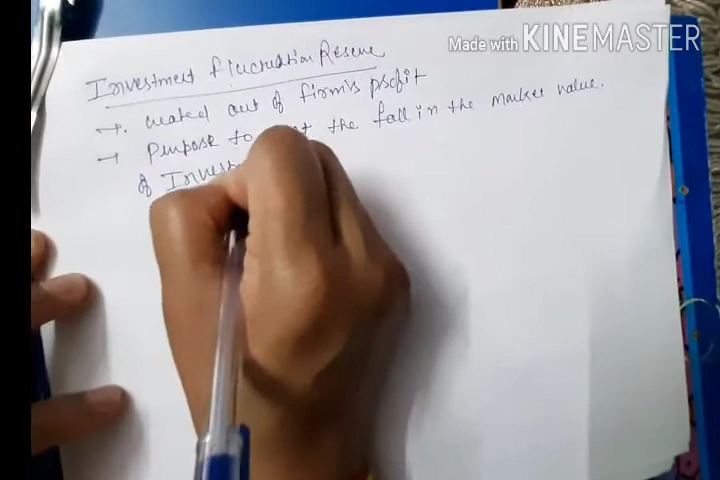 Made with KINEMASTER
Investment Fluctuation Reserve
→ created out of firm's profit
→ Purpose to the fall in the market value.
of